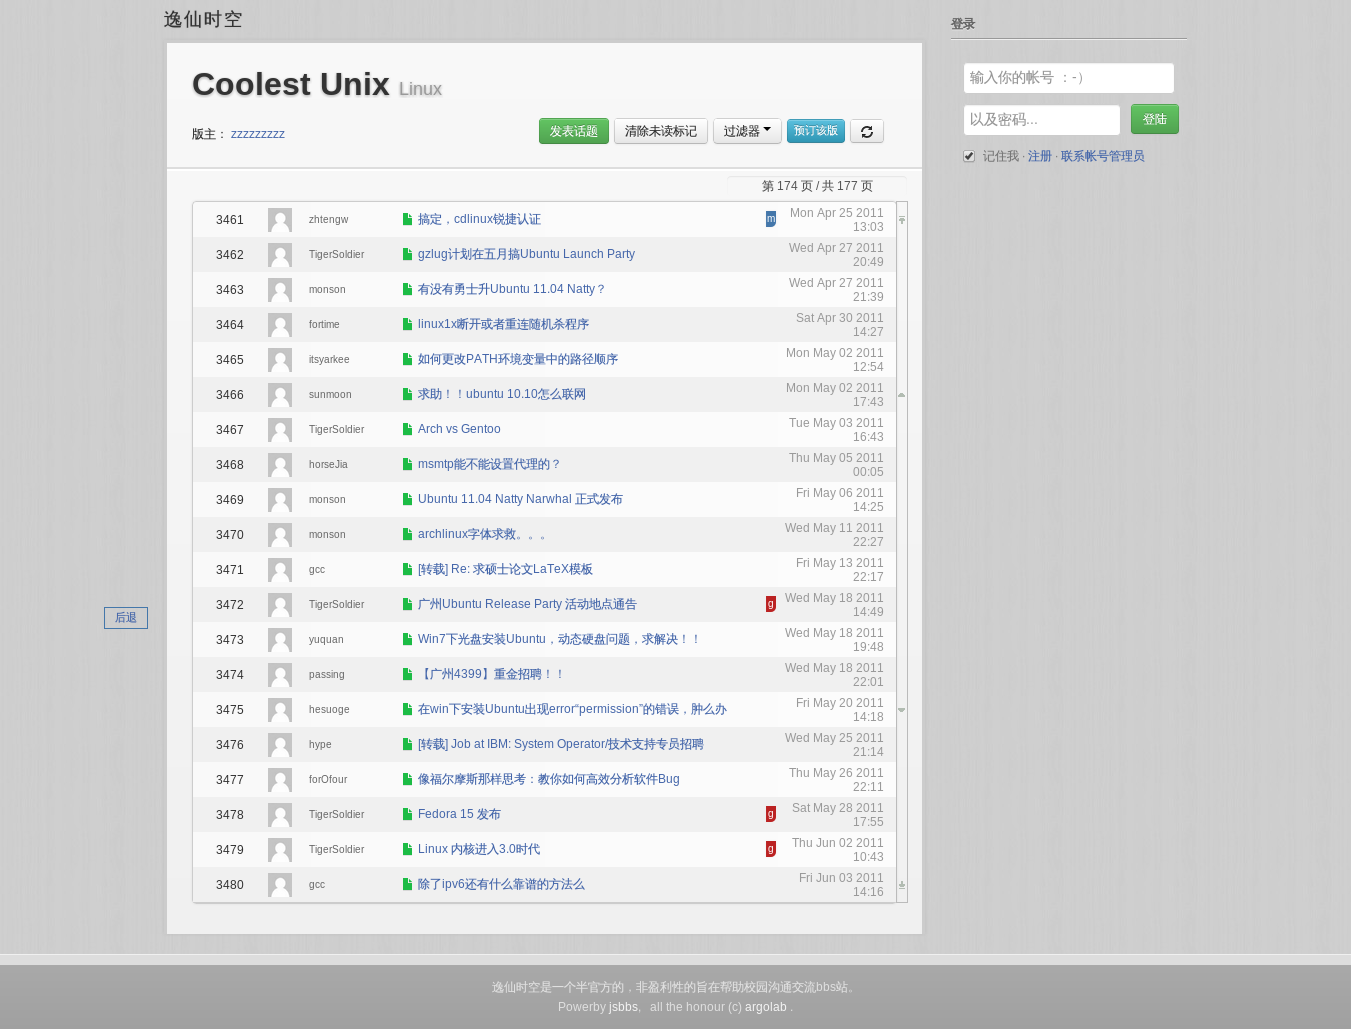 逸仙时空
登录
Coolest Unix Linux
输入你的帐号 ：-）
以及密码...
登陆
版主： zzzzzzzzz
发表话题
清除未读标记
过滤器
预订该版
记住我 · 注册 · 联系帐号管理员
第 174 页 / 共 177 页
3461 zhtengw 搞定，cdlinux锐捷认证 m Mon Apr 25 2011 13:03
3462 TigerSoldier gzlug计划在五月搞Ubuntu Launch Party Wed Apr 27 2011 20:49
3463 monson 有没有勇士升Ubuntu 11.04 Natty？ Wed Apr 27 2011 21:39
3464 fortime linux1x断开或者重连随机杀程序 Sat Apr 30 2011 14:27
3465 itsyarkee 如何更改PATH环境变量中的路径顺序 Mon May 02 2011 12:54
3466 sunmoon 求助！！ubuntu 10.10怎么联网 Mon May 02 2011 17:43
3467 TigerSoldier Arch vs Gentoo Tue May 03 2011 16:43
3468 horseJia msmtp能不能设置代理的？ Thu May 05 2011 00:05
3469 monson Ubuntu 11.04 Natty Narwhal 正式发布 Fri May 06 2011 14:25
3470 monson archlinux字体求救。。。 Wed May 11 2011 22:27
3471 gcc [转载] Re: 求硕士论文LaTeX模板 Fri May 13 2011 22:17
3472 TigerSoldier 广州Ubuntu Release Party 活动地点通告 g Wed May 18 2011 14:49
后退
3473 yuquan Win7下光盘安装Ubuntu，动态硬盘问题，求解决！！ Wed May 18 2011 19:48
3474 passing 【广州4399】重金招聘！！ Wed May 18 2011 22:01
3475 hesuoge 在win下安装Ubuntu出现error“permission”的错误，肿么办 Fri May 20 2011 14:18
3476 hype [转载] Job at IBM: System Operator/技术支持专员招聘 Wed May 25 2011 21:14
3477 forOfour 像福尔摩斯那样思考：教你如何高效分析软件Bug Thu May 26 2011 22:11
3478 TigerSoldier Fedora 15 发布 g Sat May 28 2011 17:55
3479 TigerSoldier Linux 内核进入3.0时代 g Thu Jun 02 2011 10:43
3480 gcc 除了ipv6还有什么靠谱的方法么 Fri Jun 03 2011 14:16
逸仙时空是一个半官方的，非盈利性的旨在帮助校园沟通交流bbs站。
Powerby jsbbs, all the honour (c) argolab .